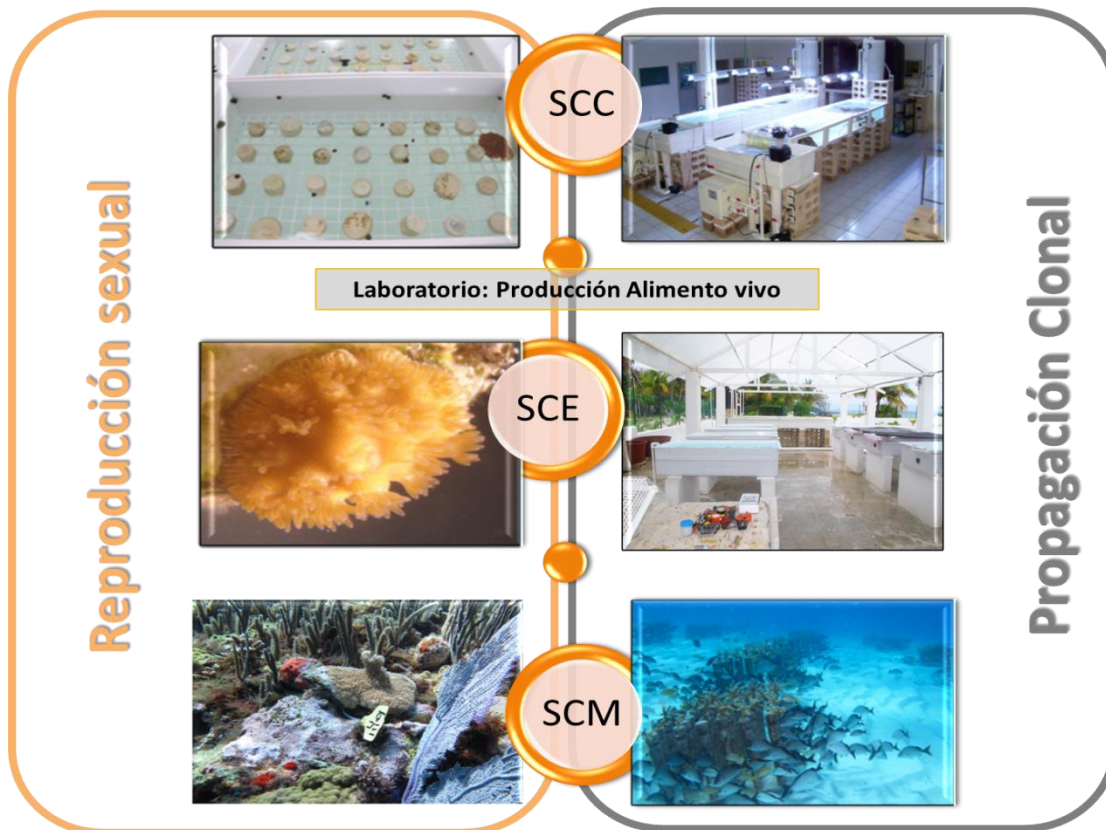 Reproducción sexual
SCC
Laboratorio: Producción Alimento vivo
SCE
SCM
Propagación Clonal